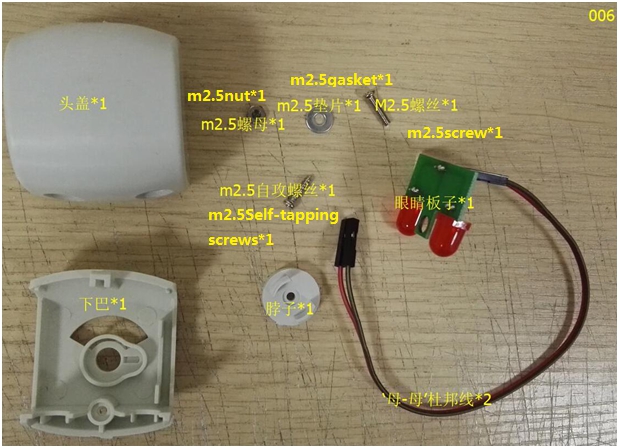 006
头盖*1
m2.5nut*1
m2.5螺母*1
m2.5gasket*1
m2.5垫片*1
M2.5螺丝*1
m2.5screw*1
m2.5自攻螺丝*1
m2.5Self-tapping
screws*1
眼睛板子*1
下巴*1
脖子*1
'母-母'杜邦线*2